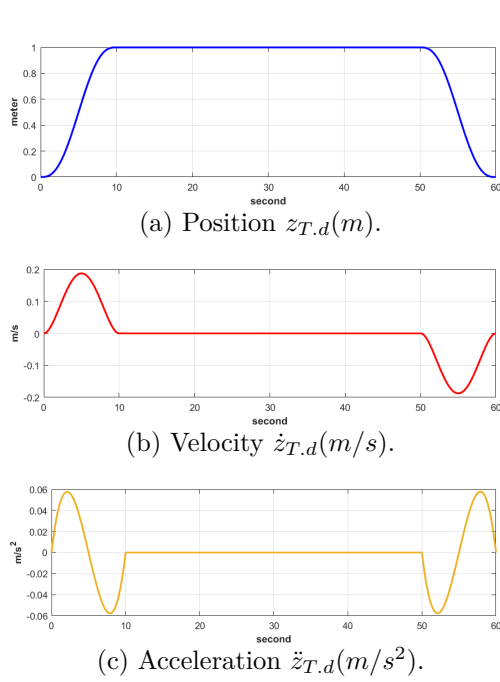 1
0.8
0.6
0.4
0.2
0
meter
0 10 20 30 40 50 60
second
(a) Position z_{T.d}(m).
0.2
0.1
0
-0.1
-0.2
m/s
0 10 20 30 40 50 60
second
(b) Velocity ż_{T.d}(m/s).
0.06
0.04
0.02
0
-0.02
-0.04
-0.06
m/s²
0 10 20 30 40 50 60
second
(c) Acceleration z̈_{T.d}(m/s²).